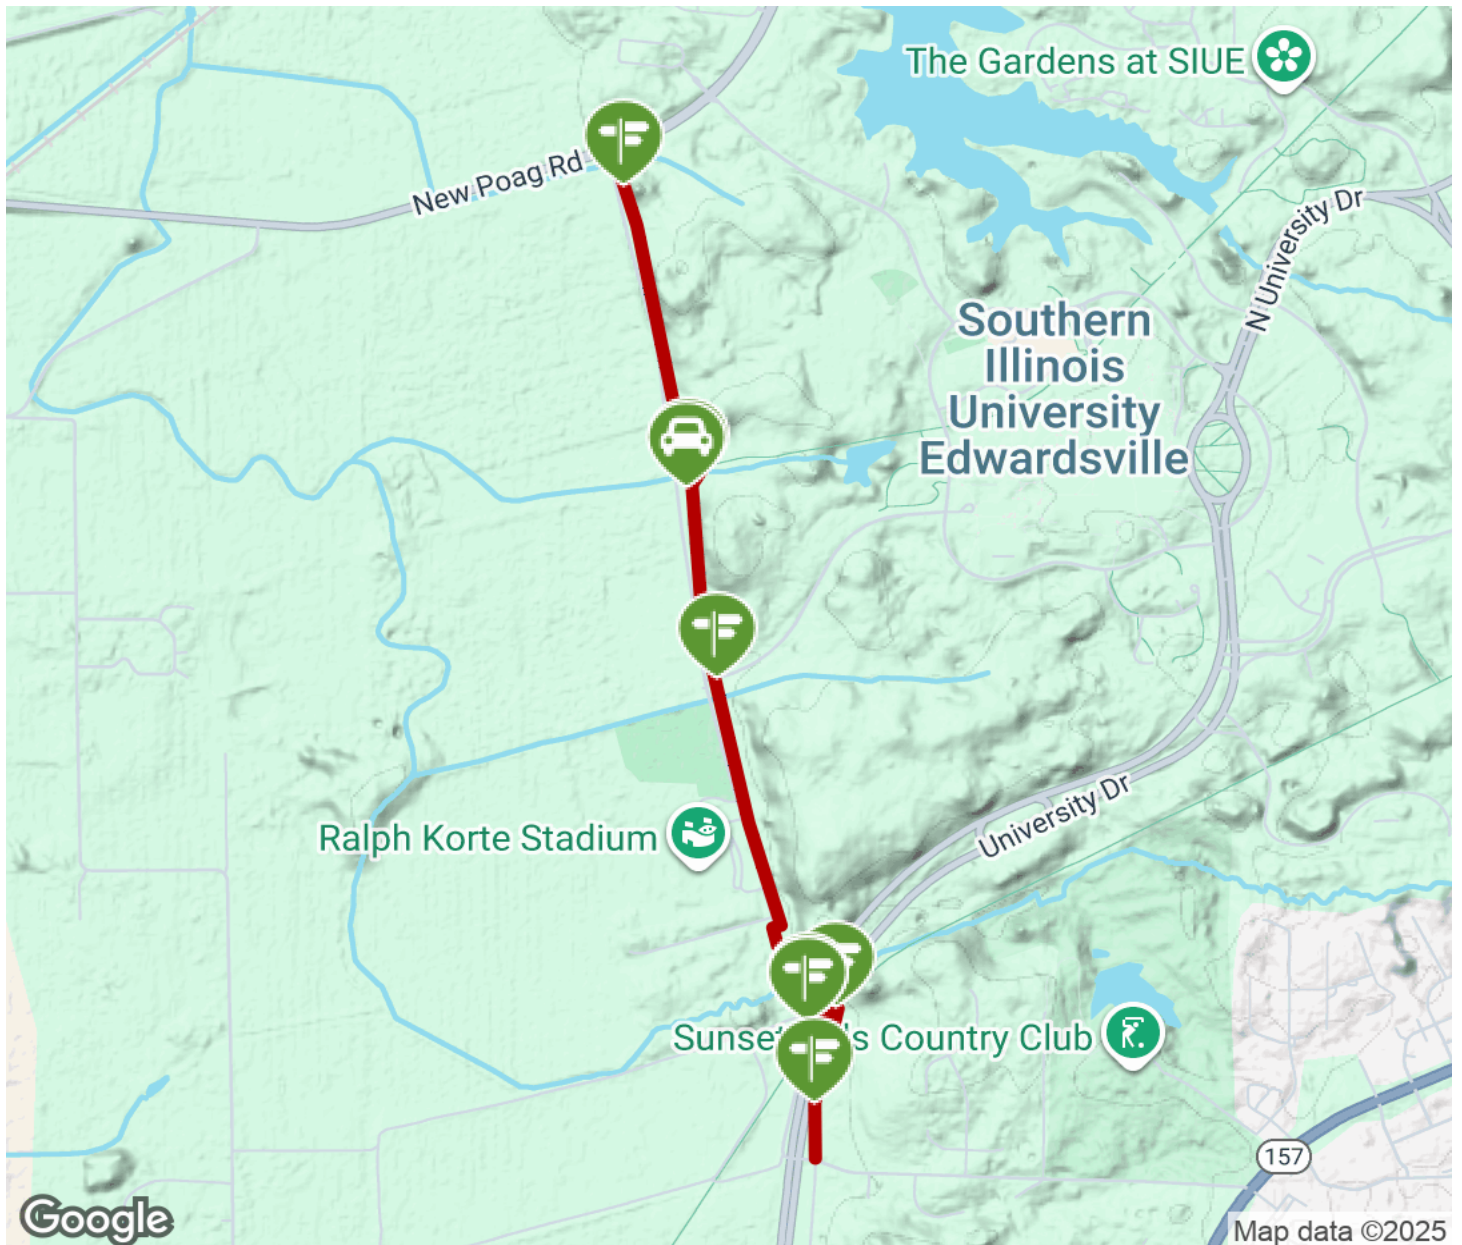 The Gardens at SIUE
New Poag Rd
N University Dr
Southern
Illinois
University
Edwardsville
University Dr
Ralph Korte Stadium
Sunset s Country Club
157
Google
Map data ©2025